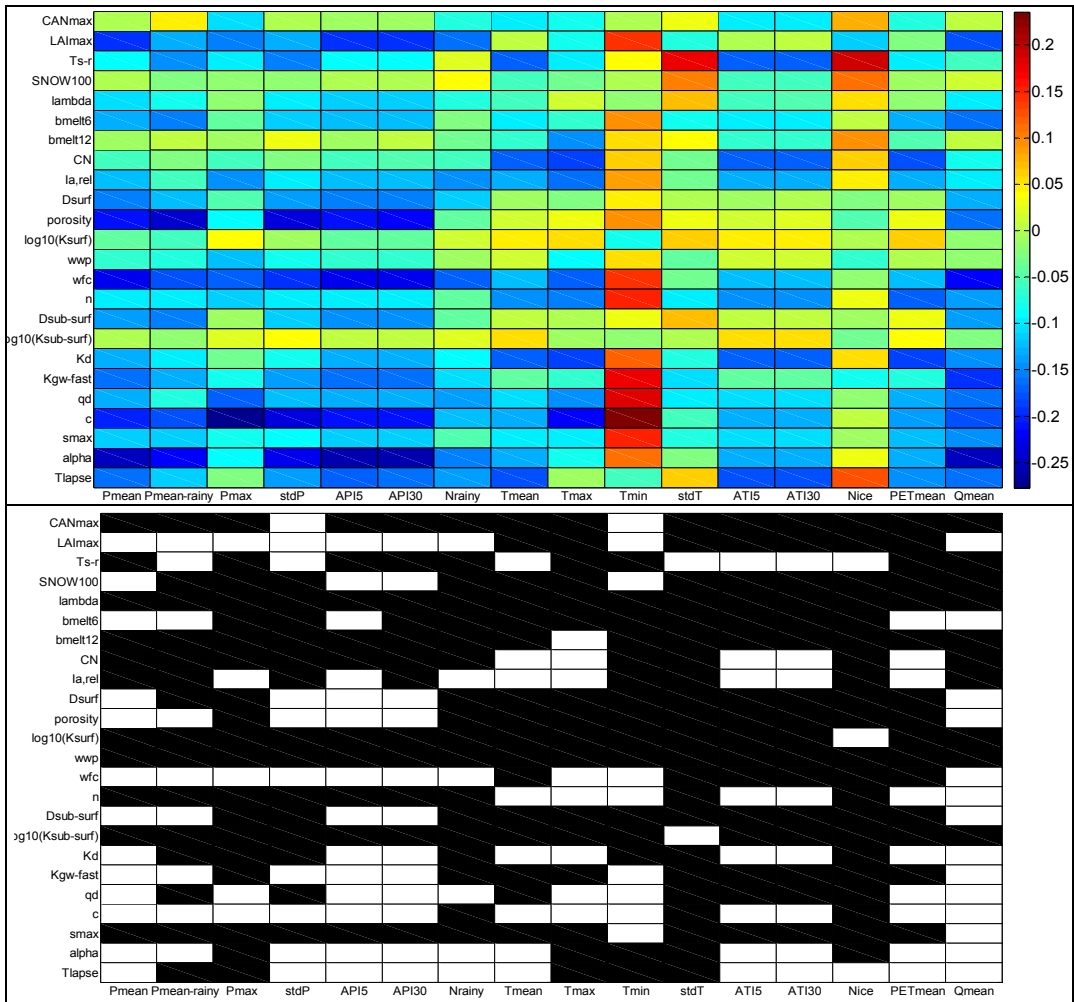 CANmax
LAImax
Ts-r
SNOW100
lambda
bmelt6
bmelt12
CN
Ia,rel
Dsurf
porosity
log10(Ksurf)
wwp
wfc
n
Dsub-surf
og10(Ksub-surf)
Kd
Kgw-fast
qd
c
smax
alpha
Tlapse
Pmean Pmean-rainy Pmax stdP API5 API30 Nrainy Tmean Tmax Tmin stdT ATI5 ATI30 Nice PETmean Qmean
0.2
0.15
0.1
0.05
0
-0.05
-0.1
-0.15
-0.2
-0.25
CANmax
LAImax
Ts-r
SNOW100
lambda
bmelt6
bmelt12
CN
Ia,rel
Dsurf
porosity
log10(Ksurf)
wwp
wfc
n
Dsub-surf
og10(Ksub-surf)
Kd
Kgw-fast
qd
c
smax
alpha
Tlapse
Pmean Pmean-rainy Pmax stdP API5 API30 Nrainy Tmean Tmax Tmin stdT ATI5 ATI30 Nice PETmean Qmean